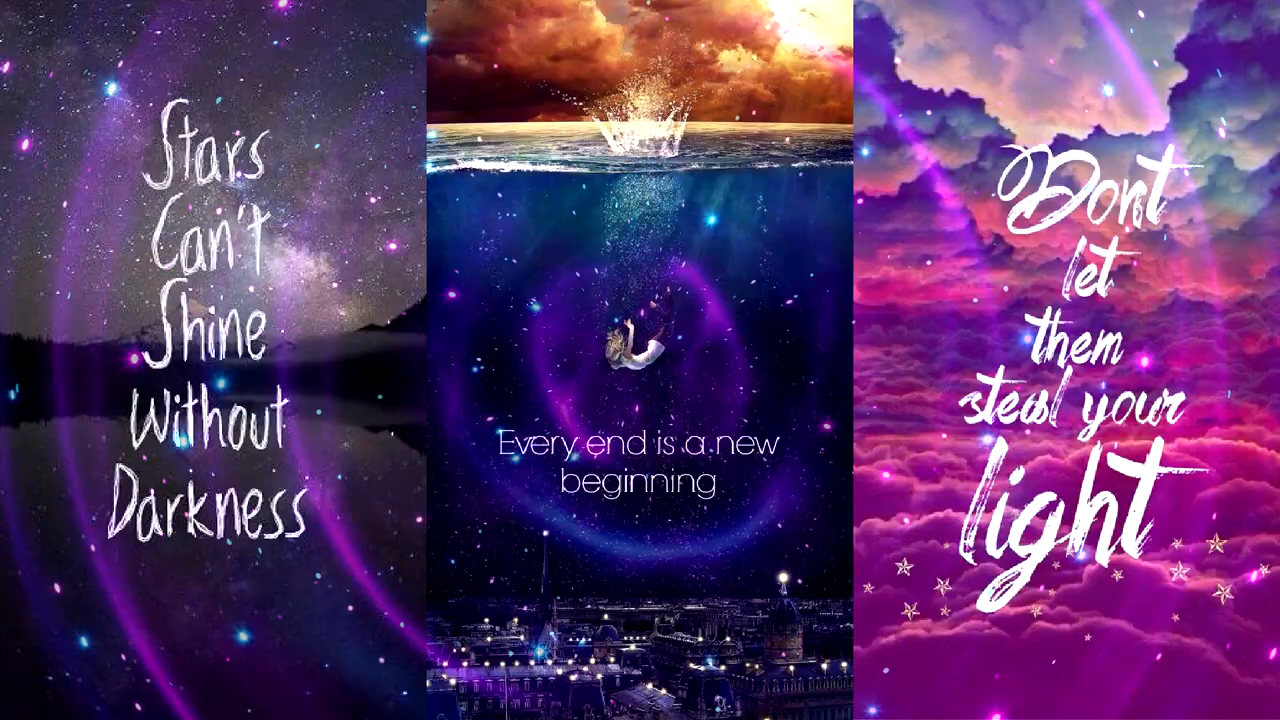 Stars
Can't
Shine
Without
Darkness
Every end is a new
beginning
Dont
let
them
steal your
light